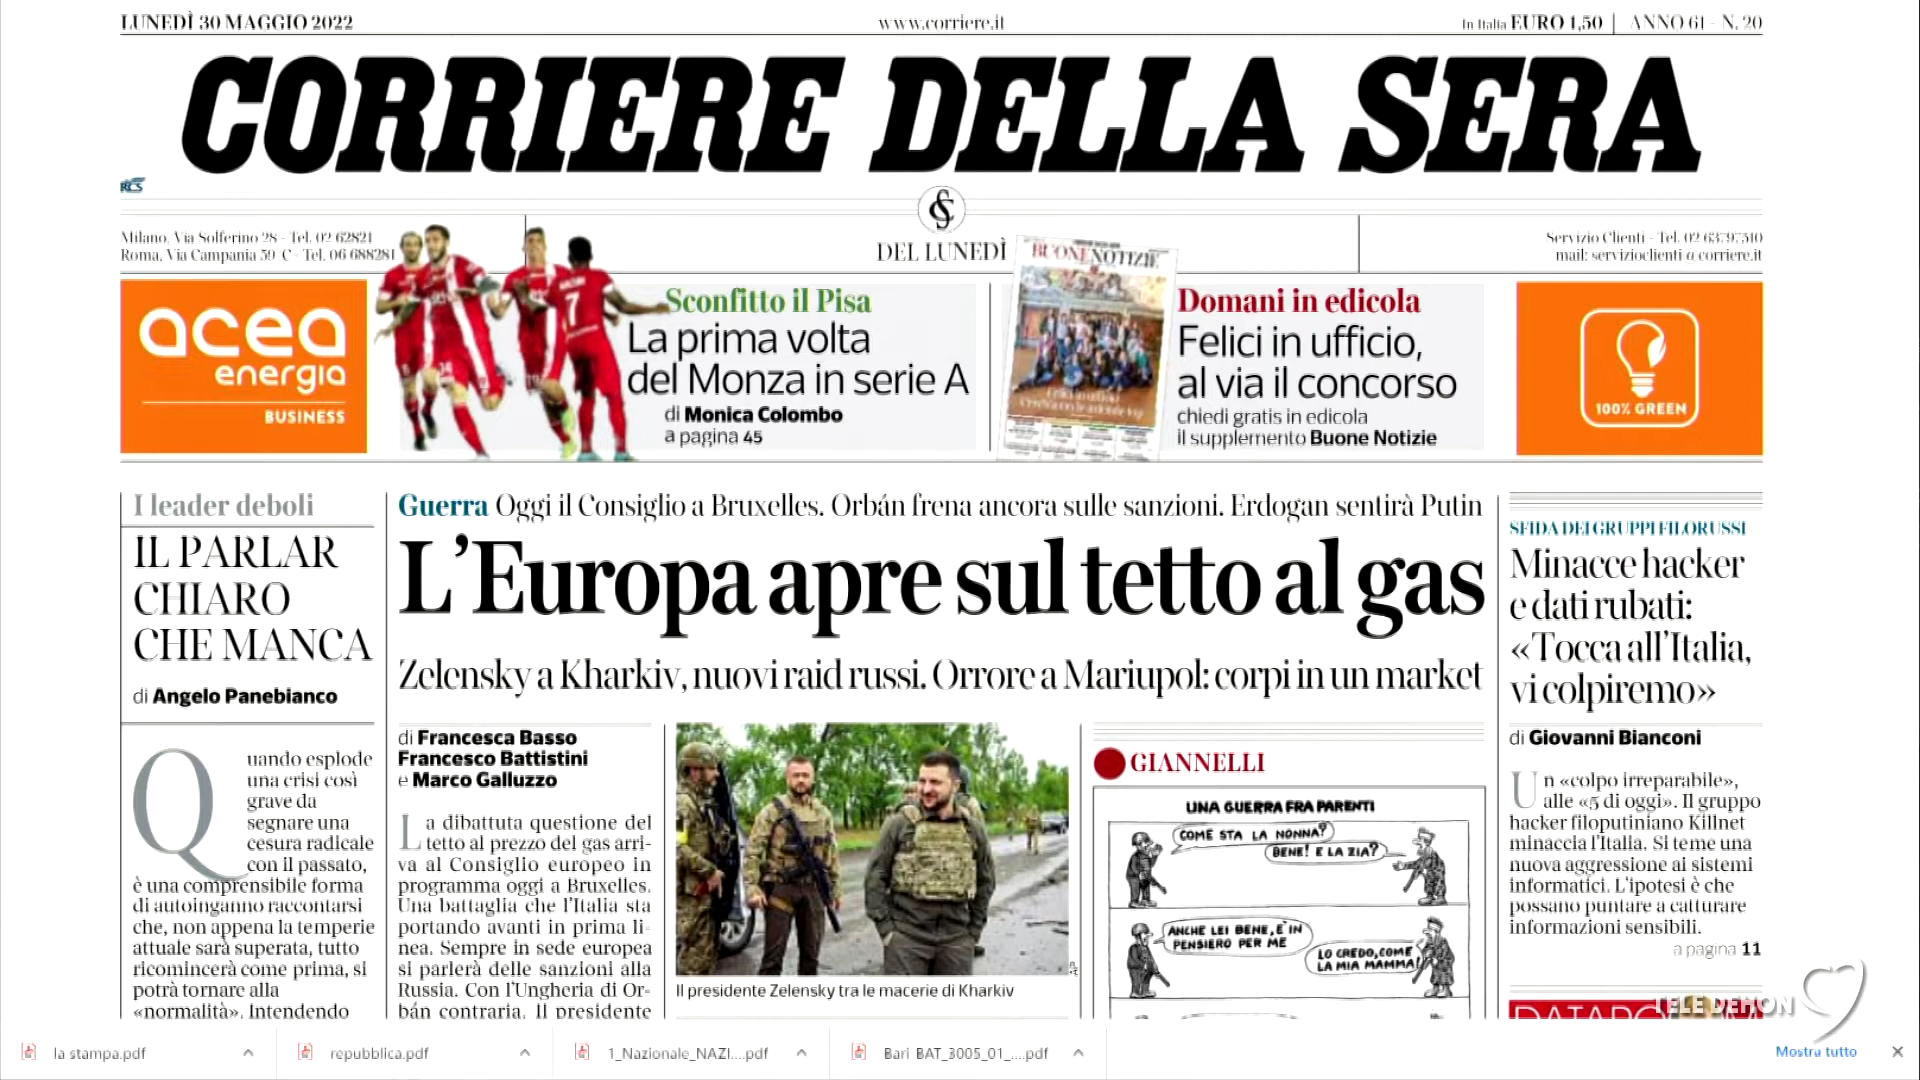 LUNEDÌ 30 MAGGIO 2022
www.corriere.it
In Italia EURO 1,50 | ANNO 61 - N. 20
CORRIERE DELLA SERA
RCS
Milano, Via Solferino 28 - Tel. 02 62821
Roma, Via Campania 59 C - Tel. 06 688281
DEL LUNEDÌ
Servizio Clienti - Tel. 02 63797510
mail: servizioclienti@corriere.it
acea
energia
BUSINESS
7
Sconfitto il Pisa
La prima volta
del Monza in serie A
di Monica Colombo
a pagina 45
BUONE NOTIZIE
Domani in edicola
Felici in ufficio,
al via il concorso
chiedi gratis in edicola
il supplemento Buone Notizie
100% GREEN
I leader deboli
IL PARLAR
CHIARO
CHE MANCA
di Angelo Panebianco
Quando esplode
una crisi così
grave da
segnare una
cesura radicale
con il passato,
è una comprensibile forma
di autoinganno raccontarsi
che, non appena la temperie
attuale sarà superata, tutto
ricomincerà come prima, si
potrà tornare alla
«normalità». Intendendo
Guerra Oggi il Consiglio a Bruxelles. Orbán frena ancora sulle sanzioni. Erdogan sentirà Putin
L'Europa apre sul tetto al gas
Zelensky a Kharkiv, nuovi raid russi. Orrore a Mariupol: corpi in un market
di Francesca Basso
Francesco Battistini
e Marco Galluzzo
La dibattuta questione del
tetto al prezzo del gas arri-
va al Consiglio europeo in
programma oggi a Bruxelles.
Una battaglia che l'Italia sta
portando avanti in prima li-
nea. Sempre in sede europea
si parlerà delle sanzioni alla
Russia. Con l'Ungheria di Or-
bán contraria. Il presidente
Il presidente Zelensky tra le macerie di Kharkiv
GIANNELLI
UNA GUERRA FRA PARENTI
COME STA LA NONNA?
BENE! E LA ZIA?
ANCHE LEI BENE, È IN
PENSIERO PER ME
LO CREDO, COME
LA MIA MAMMA!
SFIDA DEI GRUPPI FILORUSSI
Minacce hacker
e dati rubati:
«Tocca all'Italia,
vi colpiremo»
di Giovanni Bianconi
Un «colpo irreparabile»,
alle «5 di oggi». Il gruppo
hacker filoputiniano Killnet
minaccia l'Italia. Si teme una
nuova aggressione ai sistemi
informatici. L'ipotesi è che
possano puntare a catturare
informazioni sensibili.
a pagina 11
TELE DEHON
la stampa.pdf
repubblica.pdf
1_Nazionale_NAZI....pdf
Bari BAT_3005_01_....pdf
Mostra tutto